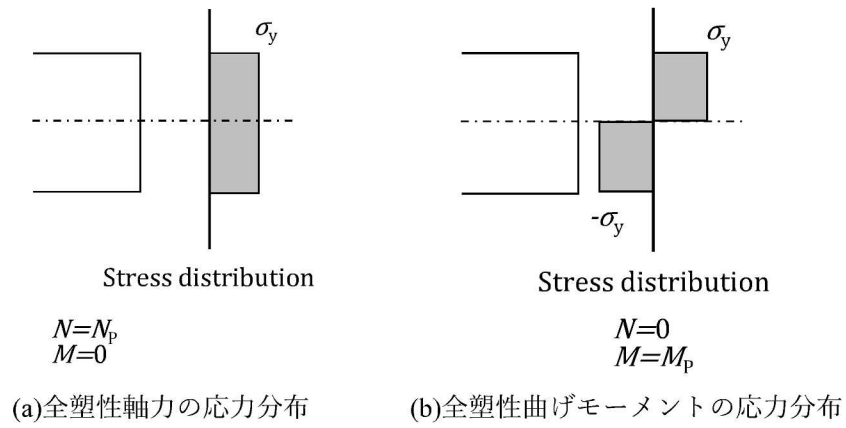 σy
Stress distribution
N=NP
M=0
(a)全塑性軸力の応力分布
σy
-σy
Stress distribution
N=0
M=MP
(b)全塑性曲げモーメントの応力分布